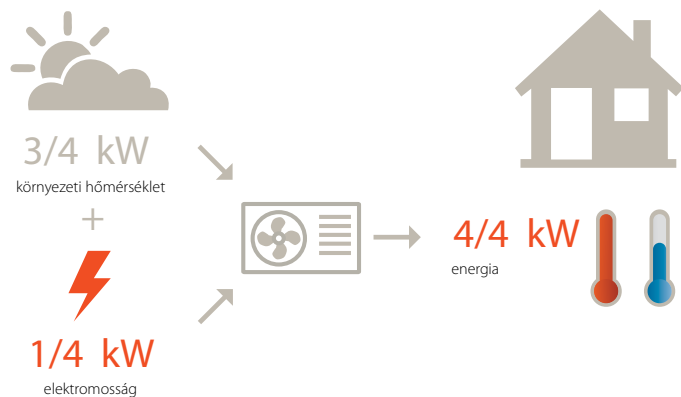 3/4 kW
környezeti hőmérséklet
+
1/4 kW
elektromosság
4/4 kW
energia